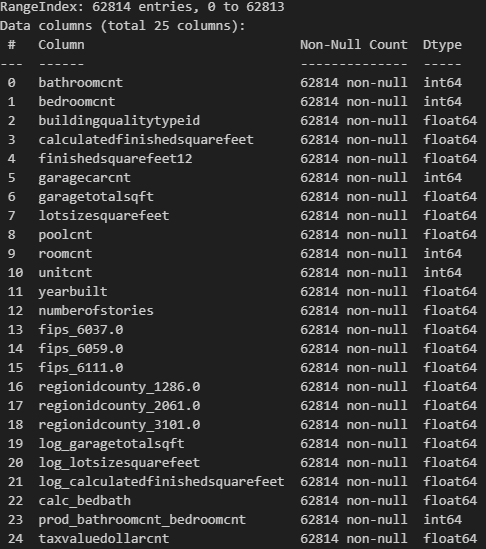 RangeIndex: 62814 entries, 0 to 62813
Data columns (total 25 columns):
 #   Column                         Non-Null Count  Dtype
---  ------                         --------------  -----
 0   bathroomcnt                    62814 non-null  int64
 1   bedroomcnt                     62814 non-null  int64
 2   buildingqualitytypeid          62814 non-null  float64
 3   calculatedfinishedsquarefeet   62814 non-null  float64
 4   finishedsquarefeet12           62814 non-null  float64
 5   garagecarcnt                   62814 non-null  int64
 6   garagetotalsqft                62814 non-null  float64
 7   lotsizesquarefeet              62814 non-null  float64
 8   poolcnt                        62814 non-null  float64
 9   roomcnt                        62814 non-null  int64
 10  unitcnt                        62814 non-null  int64
 11  yearbuilt                      62814 non-null  float64
 12  numberofstories                62814 non-null  float64
 13  fips_6037.0                    62814 non-null  float64
 14  fips_6059.0                    62814 non-null  float64
 15  fips_6111.0                    62814 non-null  float64
 16  regionidcounty_1286.0          62814 non-null  float64
 17  regionidcounty_2061.0          62814 non-null  float64
 18  regionidcounty_3101.0          62814 non-null  float64
 19  log_garagetotalsqft            62814 non-null  float64
 20  log_lotsizesquarefeet          62814 non-null  float64
 21  log_calculatedfinishedsquarefeet  62814 non-null  float64
 22  calc_bedbath                   62814 non-null  float64
 23  prod_bathroomcnt_bedroomcnt    62814 non-null  int64
 24  taxvaluedollarcnt              62814 non-null  float64